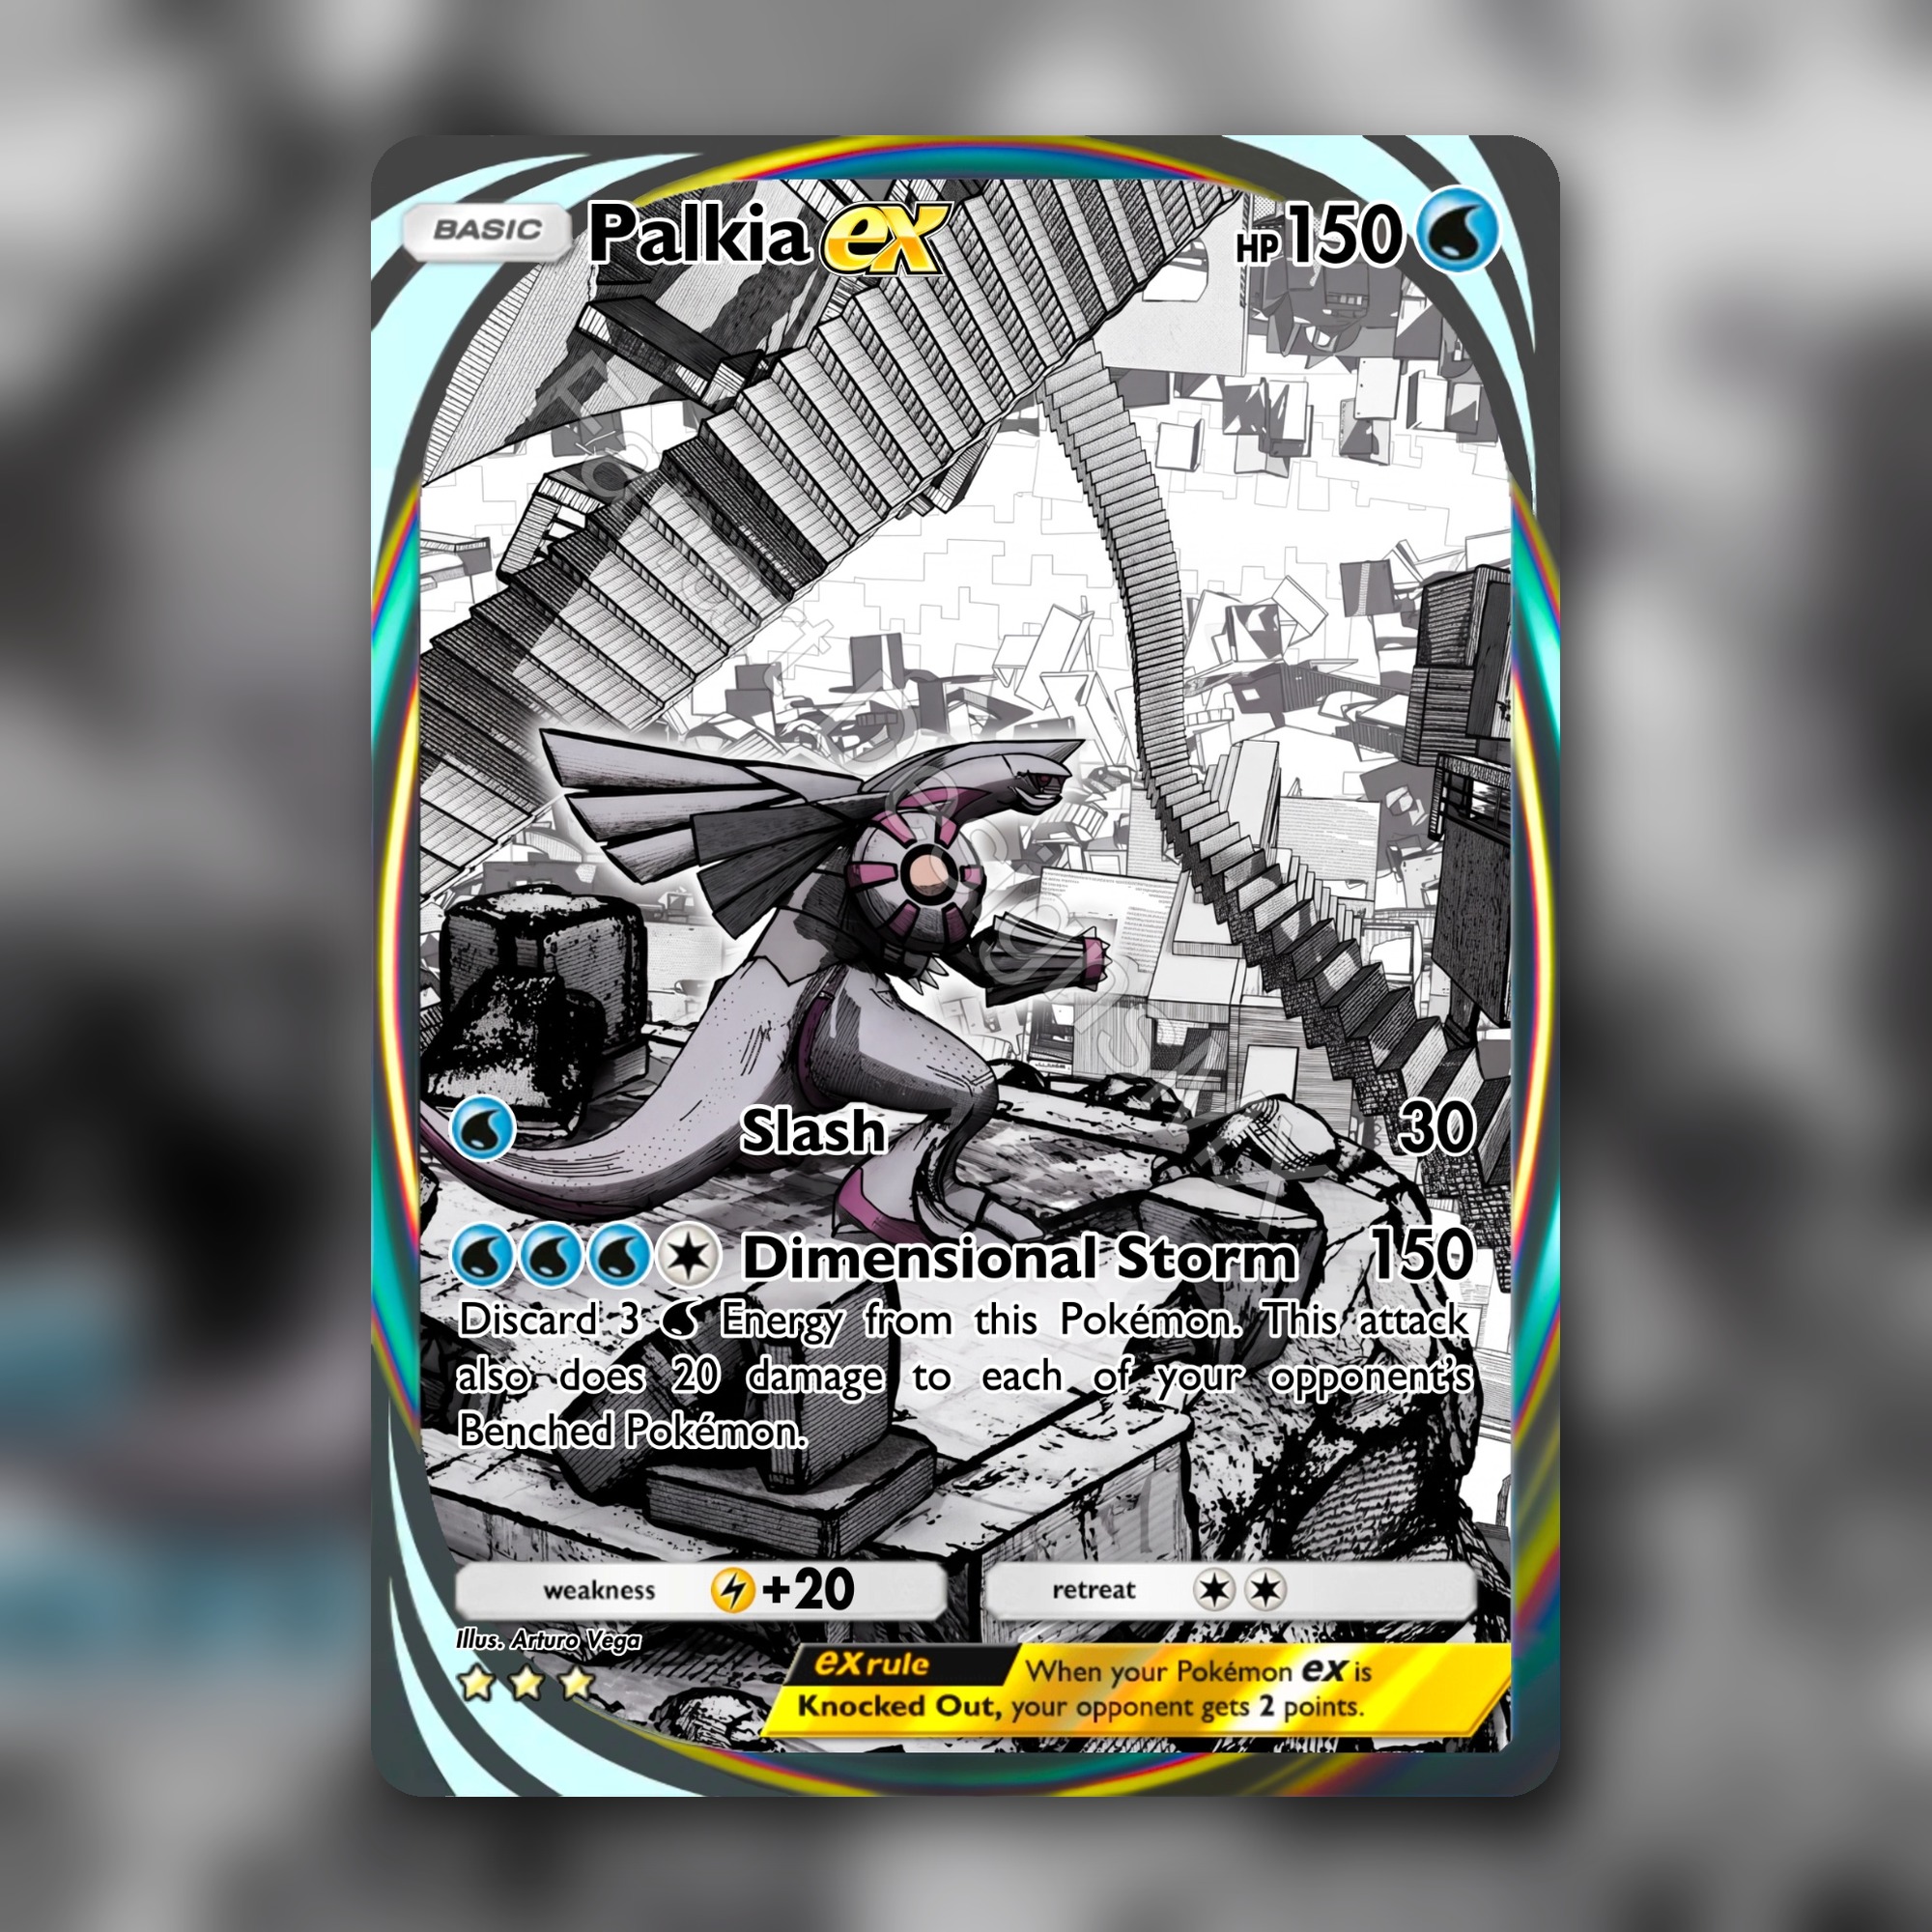 BASIC Palkia ex HP 150
Slash 30
Dimensional Storm 150
Discard 3 Energy from this Pokémon. This attack
also does 20 damage to each of your opponent's
Benched Pokémon.
weakness +20 retreat
Illus. Arturo Vega
ex rule When your Pokémon ex is
Knocked Out, your opponent gets 2 points.